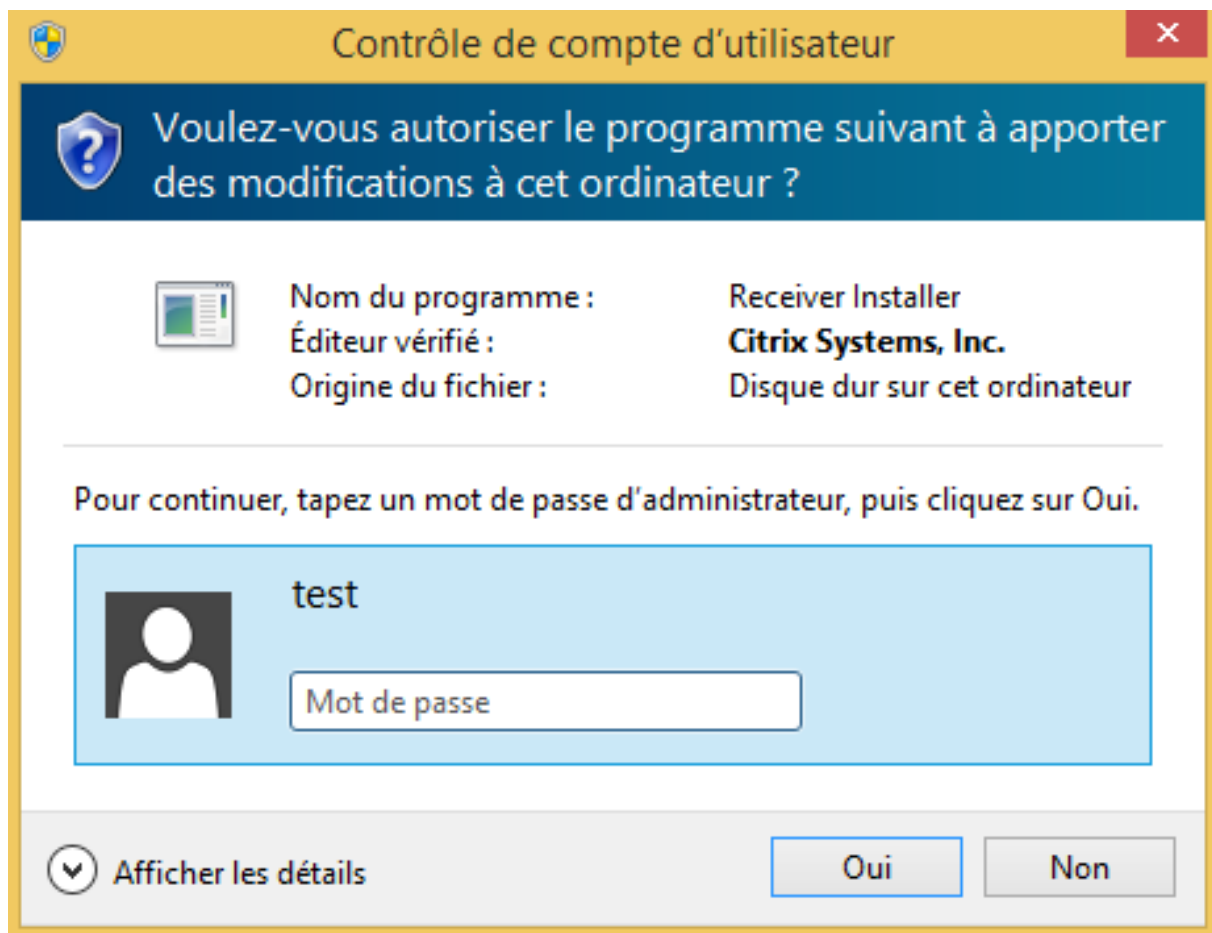 Contrôle de compte d’utilisateur
Voulez-vous autoriser le programme suivant à apporter
des modifications à cet ordinateur ?
Nom du programme : Receiver Installer
Éditeur vérifié : Citrix Systems, Inc.
Origine du fichier : Disque dur sur cet ordinateur
Pour continuer, tapez un mot de passe d’administrateur, puis cliquez sur Oui.
test
Mot de passe
Afficher les détails Oui Non